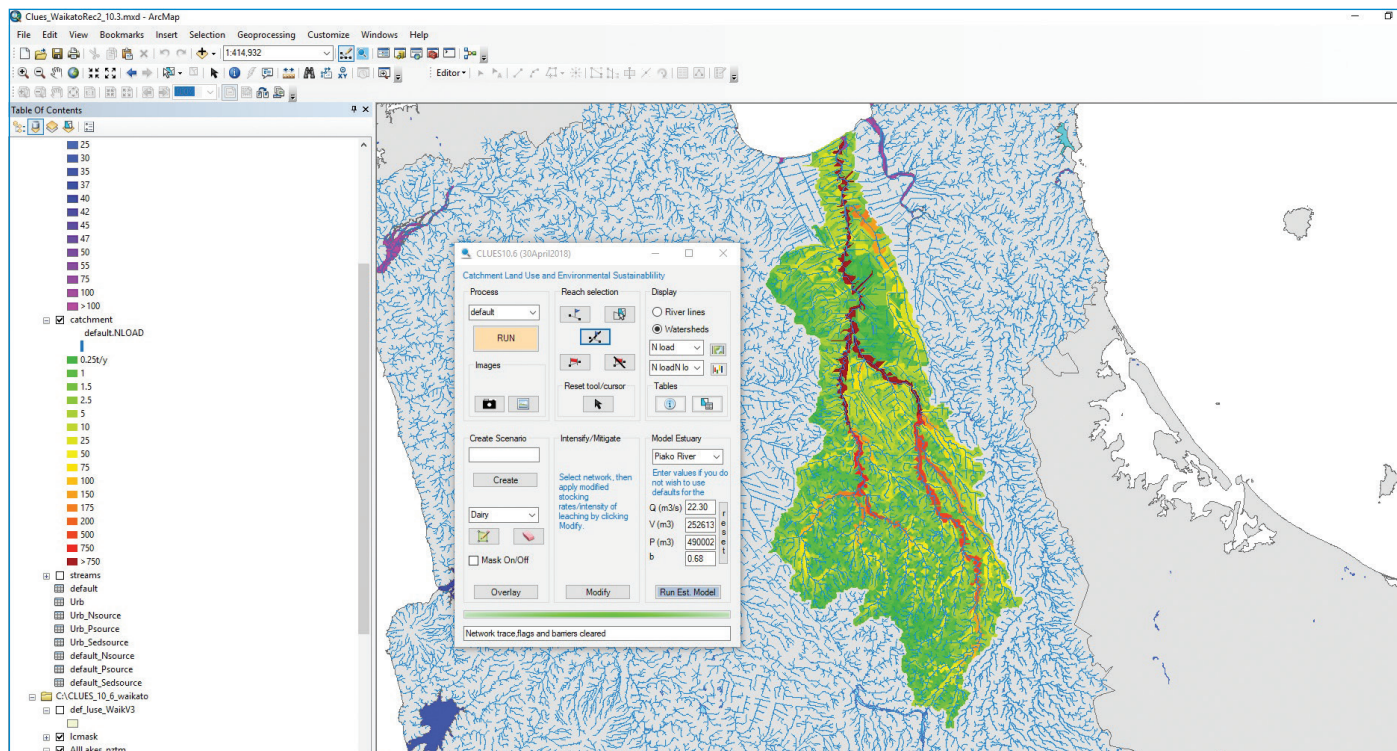 Clues_WaikatoRec2_10.3.mxd - ArcMap
File Edit View Bookmarks Insert Selection Geoprocessing Customize Windows Help
1:414,932
Editor
Table Of Contents
25
30
35
37
40
42
45
47
50
55
75
100
>100
catchment
default.NLOAD
0.25t/y
1
1.5
2.5
5
10
25
50
75
100
150
175
200
500
750
>750
streams
default
Urb
Urb_Nsource
Urb_Psource
Urb_Sedsource
default_Nsource
default_Psource
default_Sedsource
C:\CLUES_10_6_waikato
def_luse_WaikV3
lcmask
AllLakes_nztm
CLUES10.6 (30April2018)
Catchment Land Use and Environmental Sustainablility
Process
default
RUN
Images
Reach selection
Reset tool/cursor
Display
River lines
Watersheds
N load
N loadN lo
Tables
Create Scenario
Create
Dairy
Mask On/Off
Overlay
Intensify/Mitigate
Select network, then
apply modified
stocking
rates/intensity of
leaching by clicking
Modify.
Modify
Model Estuary
Piako River
Enter values if you do
not wish to use
defaults for the
Q (m3/s) 22.30
V (m3) 252613
P (m3) 490002
b 0.68
reset
Run Est. Model
Network trace,flags and barriers cleared